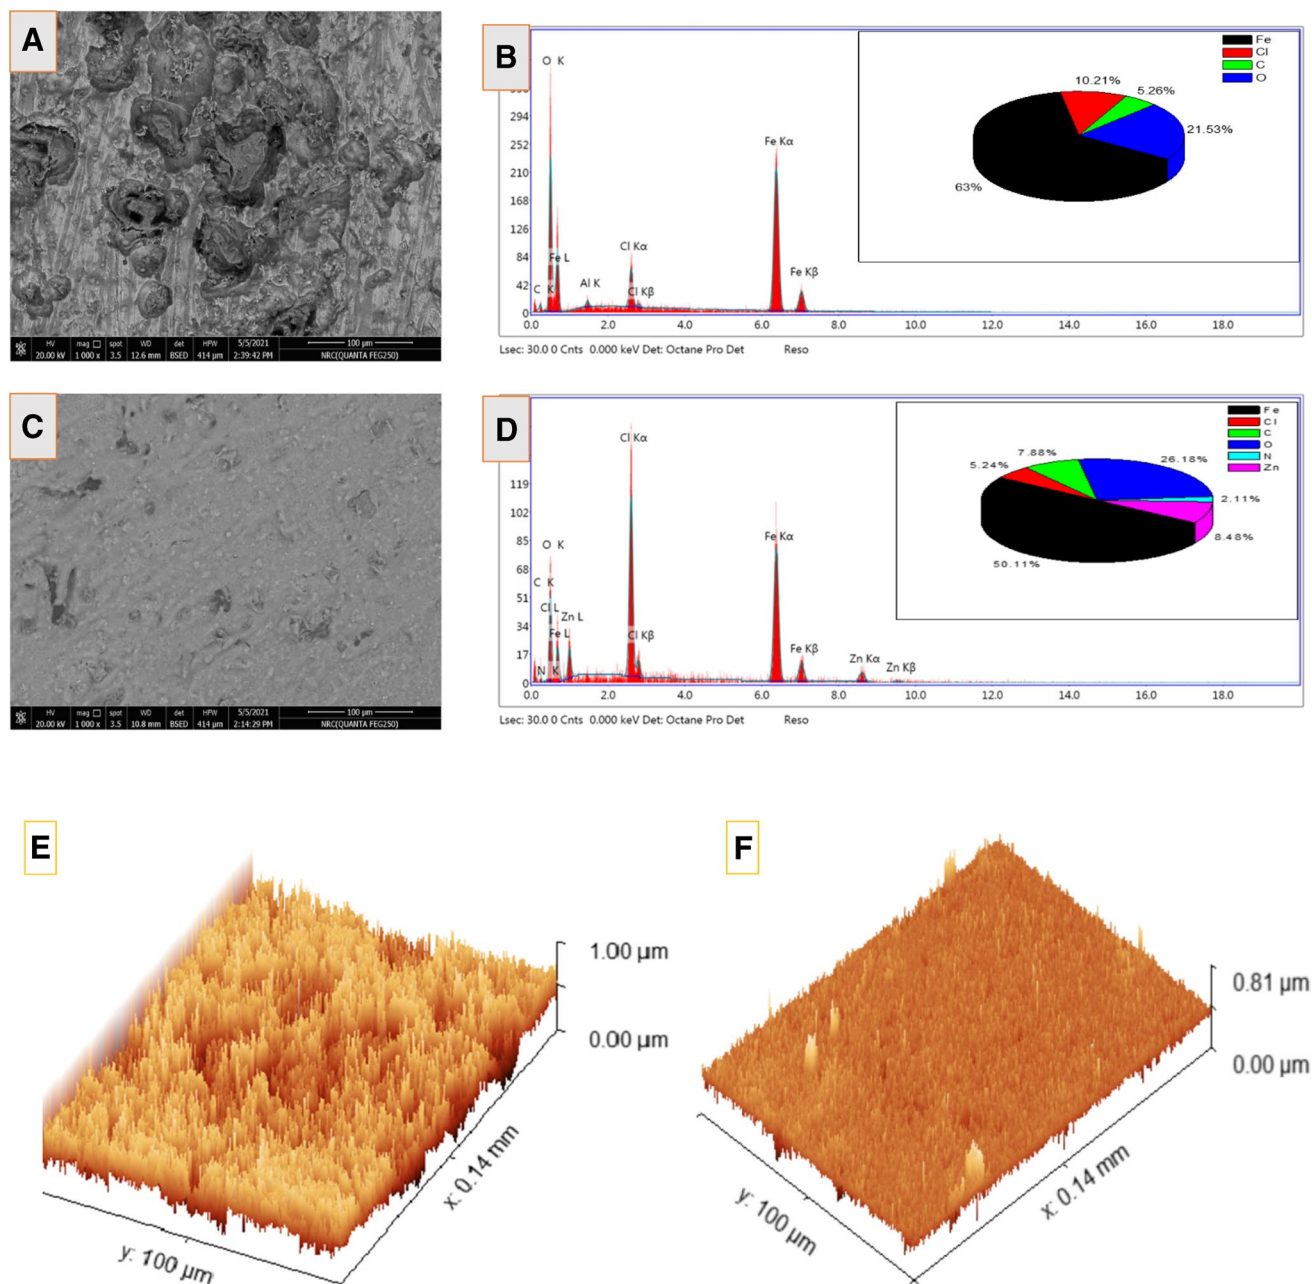 A
HV mag spot WD det HFW 5/5/2021 100 µm
20.00 kV 1 000 x 3.5 12.6 mm BSED 414 µm 2:39:42 PM NRC(QUANTA FEG250)
B
Fe
Cl
C
O
10.21%
5.26%
21.53%
63%
O K
Fe Kα
Cl Kα
Fe L
Fe Kβ
Al K
C K
Cl Kβ
294
252
210
168
126
84
42
0
0.0 2.0 4.0 6.0 8.0 10.0 12.0 14.0 16.0 18.0
Lsec: 30.0 0 Cnts 0.000 keV Det: Octane Pro Det Reso
C
HV mag spot WD det HFW 5/5/2021 100 µm
20.00 kV 1 000 x 3.5 10.8 mm BSED 414 µm 2:14:29 PM NRC(QUANTA FEG250)
D
Fe
Cl
C
O
N
Zn
7.88%
5.24%
26.18%
2.11%
8.48%
50.11%
Cl Kα
O K
Fe Kα
C K
Cl L
Zn L
Fe L
Cl Kβ
Fe Kβ
Zn Kα
Zn Kβ
N K
119
102
85
68
51
34
17
0
0.0 2.0 4.0 6.0 8.0 10.0 12.0 14.0 16.0 18.0
Lsec: 30.0 0 Cnts 0.000 keV Det: Octane Pro Det Reso
E
1.00 µm
0.00 µm
x: 0.14 mm
y: 100 µm
F
0.81 µm
0.00 µm
x: 0.14 mm
y: 100 µm